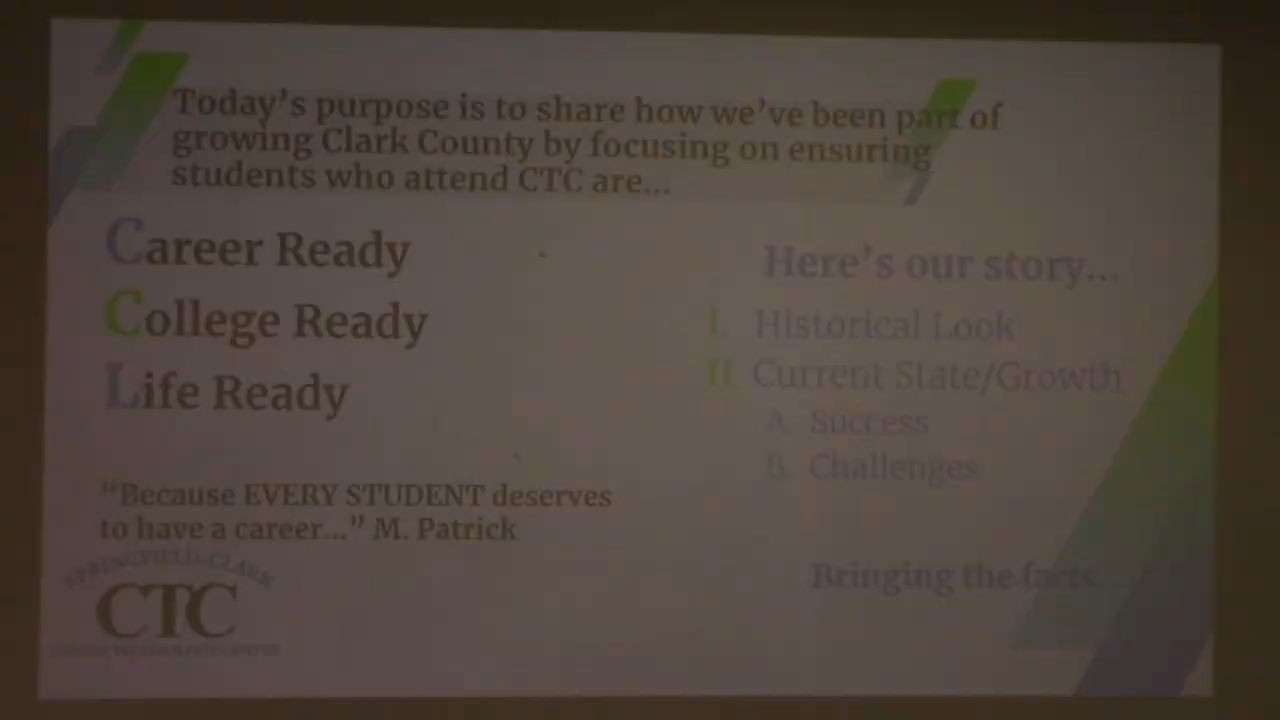 Today's purpose is to share how we've been part of
growing Clark County by focusing on ensuring
students who attend CTC are...
Career Ready
College Ready
Life Ready
"Because EVERY STUDENT deserves
to have a career..." M. Patrick
SPRINGFIELD-CLARK
CTC
Here's our story...
I. Historical Look
II. Current State/Growth
A. Success
B. Challenges
Bringing the facts...